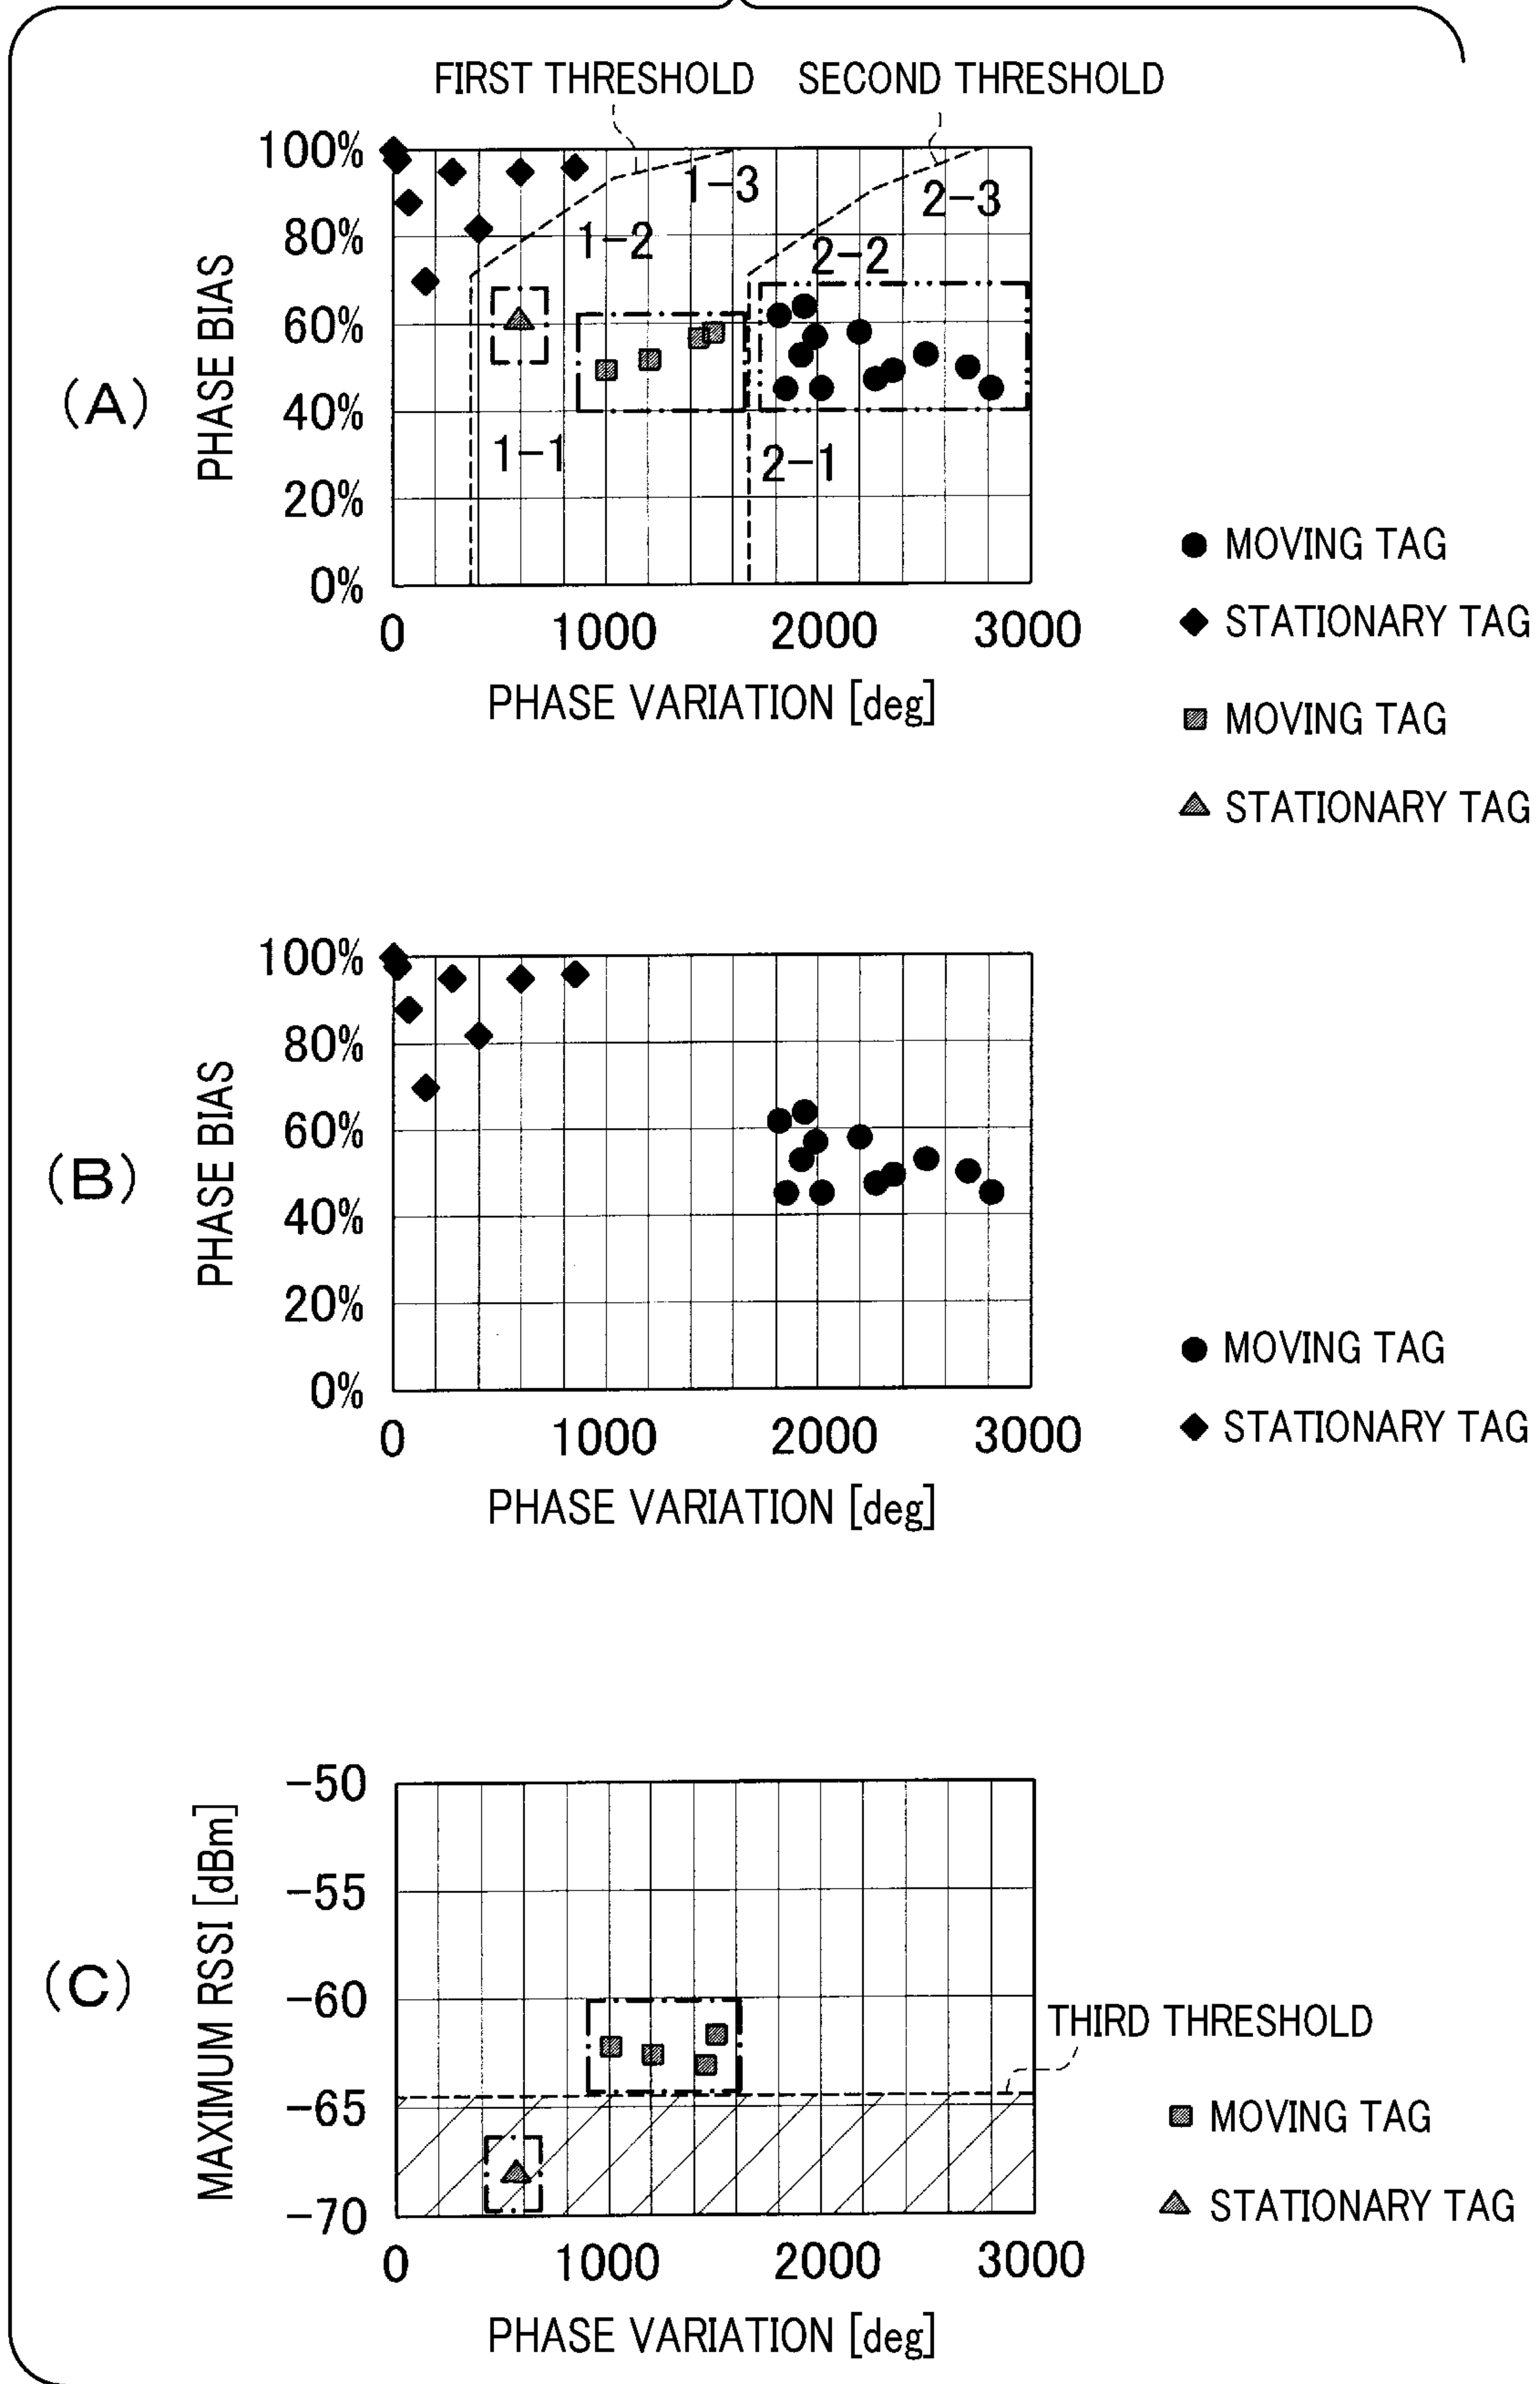 FIRST THRESHOLD SECOND THRESHOLD
(A)
PHASE BIAS
100%
80%
60%
40%
20%
0%
1-3
2-3
1-2
2-2
1-1
2-1
0 1000 2000 3000
PHASE VARIATION [deg]
MOVING TAG
STATIONARY TAG
MOVING TAG
STATIONARY TAG
(B)
PHASE BIAS
100%
80%
60%
40%
20%
0%
0 1000 2000 3000
PHASE VARIATION [deg]
MOVING TAG
STATIONARY TAG
(C)
MAXIMUM RSSI [dBm]
-50
-55
-60
-65
-70
THIRD THRESHOLD
0 1000 2000 3000
PHASE VARIATION [deg]
MOVING TAG
STATIONARY TAG